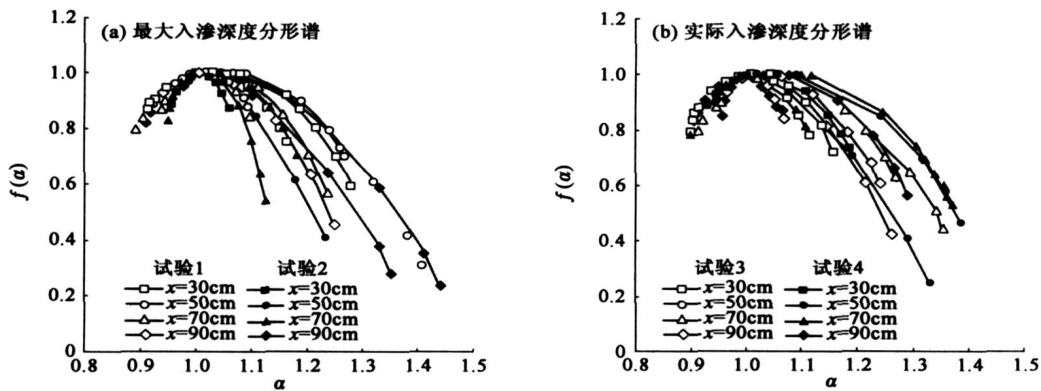 (a) 最大入渗深度分形谱
f(α)
1.2
1.0
0.8
0.6
0.4
0.2
0
试验1 试验2
x=30cm x=30cm
x=50cm x=50cm
x=70cm x=70cm
x=90cm x=90cm
0.8 0.9 1.0 1.1 1.2 1.3 1.4 1.5
α
(b) 实际入渗深度分形谱
f(α)
1.2
1.0
0.8
0.6
0.4
1.2
0
试验3 试验4
x=30cm x=30cm
x=50cm x=50cm
x=70cm x=70cm
x=90cm x=90cm
0.8 0.9 1.0 1.1 1.2 1.3 1.4 1.5
α